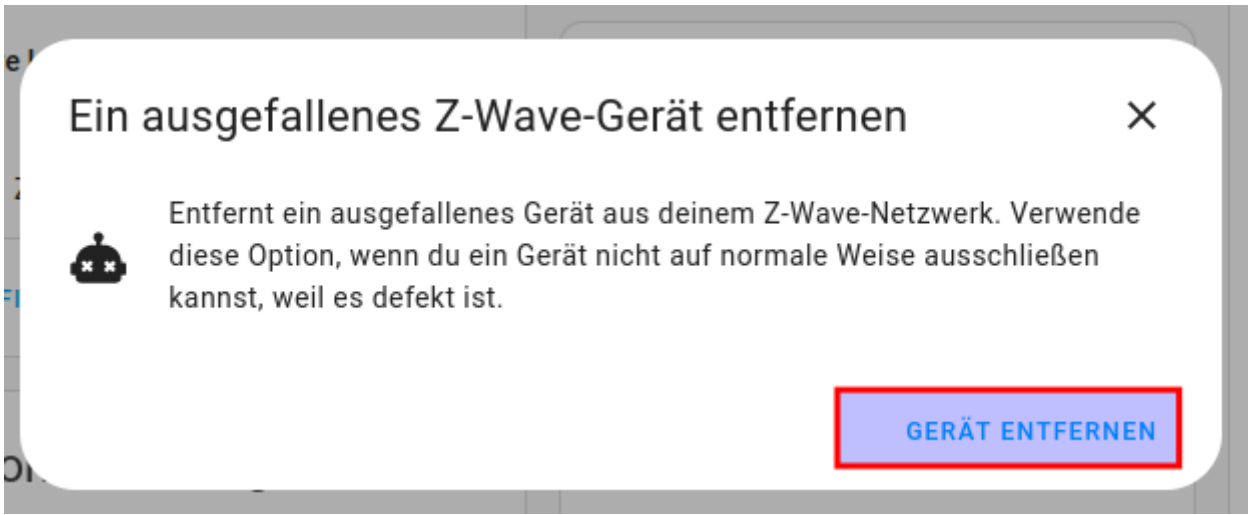 Ein ausgefallenes Z-Wave-Gerät entfernen
Entfernt ein ausgefallenes Gerät aus deinem Z-Wave-Netzwerk. Verwende
diese Option, wenn du ein Gerät nicht auf normale Weise ausschließen
kannst, weil es defekt ist.
GERÄT ENTFERNEN